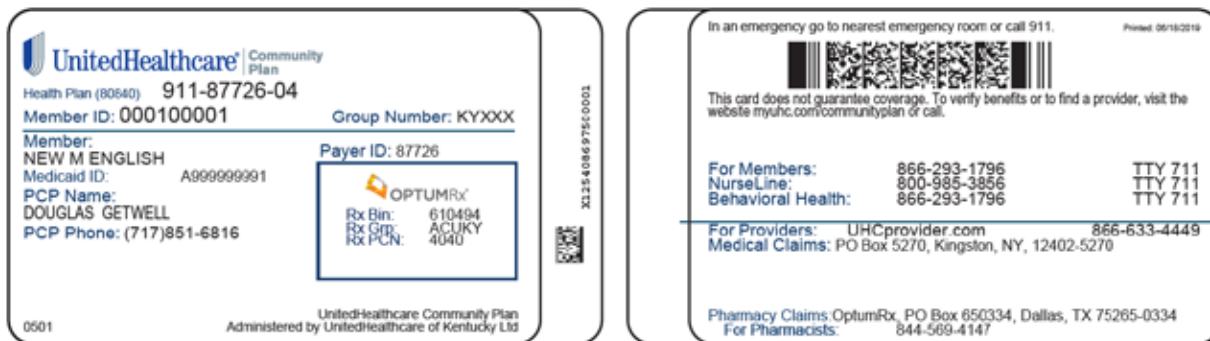 UnitedHealthcare® Community
Plan
Health Plan (80840) 911-87726-04
Member ID: 000100001 Group Number: KYXXX
Member:
NEW M ENGLISH
Medicaid ID: A999999991
PCP Name:
DOUGLAS GETWELL
PCP Phone: (717)851-6816
Payer ID: 87726
OPTUMRx
Rx Bin: 610494
Rx Grp: ACUKY
Rx PCN: 4040
0501
UnitedHealthcare Community Plan
Administered by UnitedHealthcare of Kentucky Ltd
X1254086975C0001
In an emergency go to nearest emergency room or call 911. Printed: 06/18/2019
This card does not guarantee coverage. To verify benefits or to find a provider, visit the
website myuhc.com/communityplan or call.
For Members: 866-293-1796 TTY 711
NurseLine: 800-985-3856 TTY 711
Behavioral Health: 866-293-1796 TTY 711
For Providers: UHCprovider.com 866-633-4449
Medical Claims: PO Box 5270, Kingston, NY, 12402-5270
Pharmacy Claims:OptumRx, PO Box 650334, Dallas, TX 75265-0334
For Pharmacists: 844-569-4147